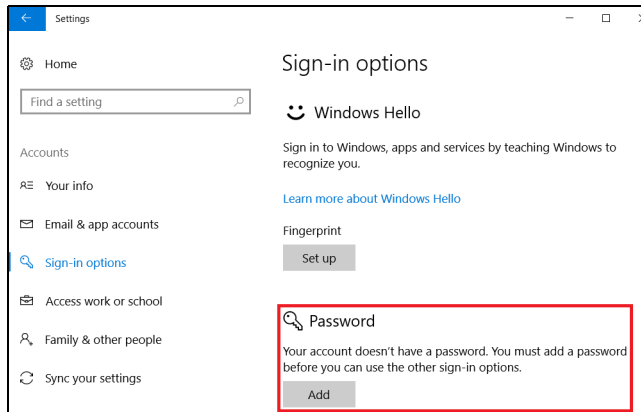 Settings
Home
Find a setting
Accounts
Your info
Email & app accounts
Sign-in options
Access work or school
Family & other people
Sync your settings
Sign-in options
Windows Hello
Sign in to Windows, apps and services by teaching Windows to
recognize you.
Learn more about Windows Hello
Fingerprint
Set up
Password
Your account doesn't have a password. You must add a password
before you can use the other sign-in options.
Add